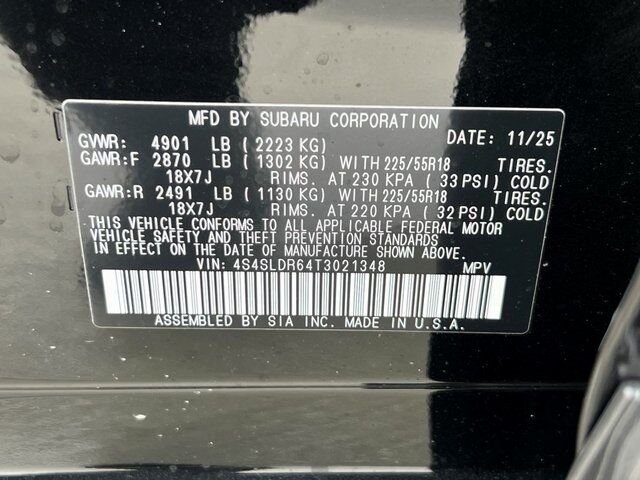 MFD BY SUBARU CORPORATION
GVWR: 4901 LB (2223 KG) DATE: 11/25
GAWR:F 2870 LB (1302 KG) WITH 225/55R18 TIRES.
18X7J RIMS. AT 230 KPA ( 33 PSI) COLD
GAWR:R 2491 LB (1130 KG) WITH 225/55R18 TIRES.
18X7J RIMS. AT 220 KPA ( 32 PSI) COLD
THIS VEHICLE CONFORMS TO ALL APPLICABLE FEDERAL MOTOR
VEHICLE SAFETY AND THEFT PREVENTION STANDARDS
IN EFFECT ON THE DATE OF MANUFACTURE SHOWN ABOVE.
VIN: 4S4SLDR64T3021348 MPV
ASSEMBLED BY SIA INC. MADE IN U.S.A.